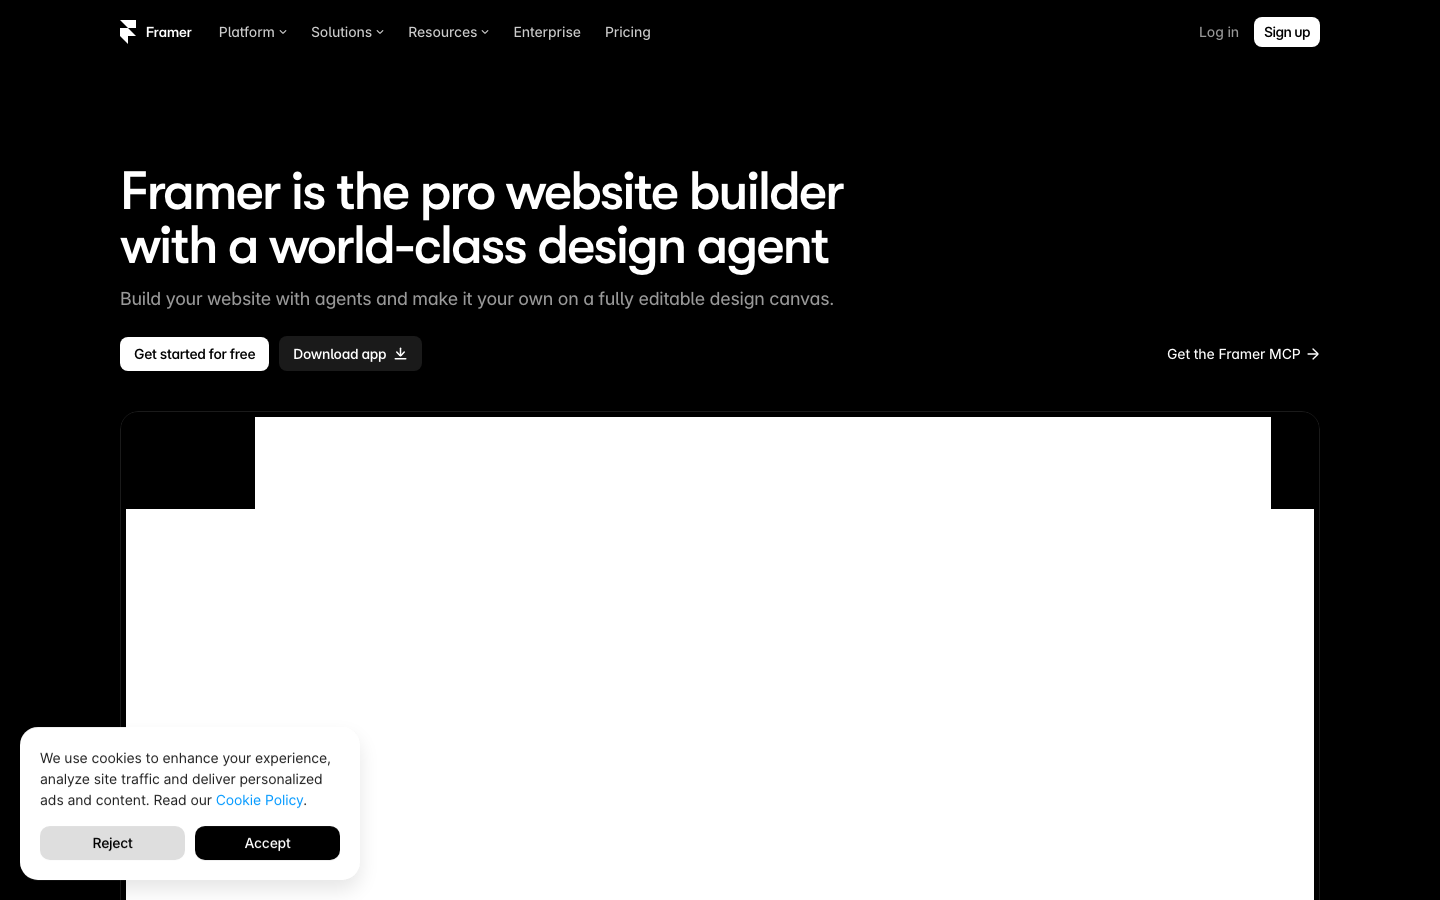 Framer
Platform
Solutions
Resources
Enterprise
Pricing
Log in
Sign up
Framer is the pro website builder
with a world-class design agent
Build your website with agents and make it your own on a fully editable design canvas.
Get started for free
Download app
Get the Framer MCP
We use cookies to enhance your experience,
analyze site traffic and deliver personalized
ads and content. Read our Cookie Policy.
Reject
Accept